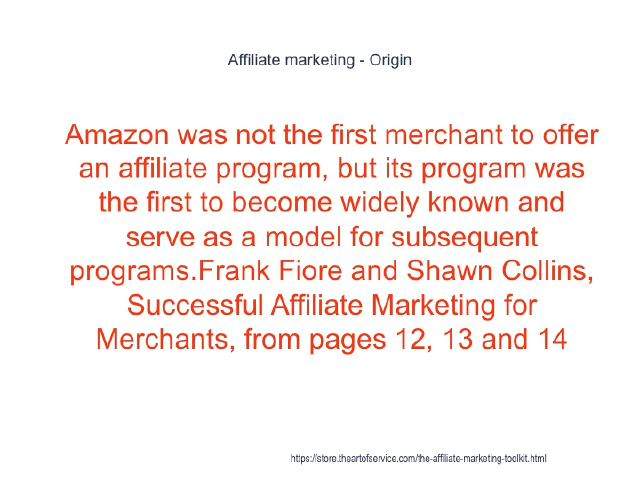 Affiliate marketing - Origin
Amazon was not the first merchant to offer
an affiliate program, but its program was
the first to become widely known and
serve as a model for subsequent
programs.Frank Fiore and Shawn Collins,
Successful Affiliate Marketing for
Merchants, from pages 12, 13 and 14
https://store.theartofservice.com/the-affiliate-marketing-toolkit.html